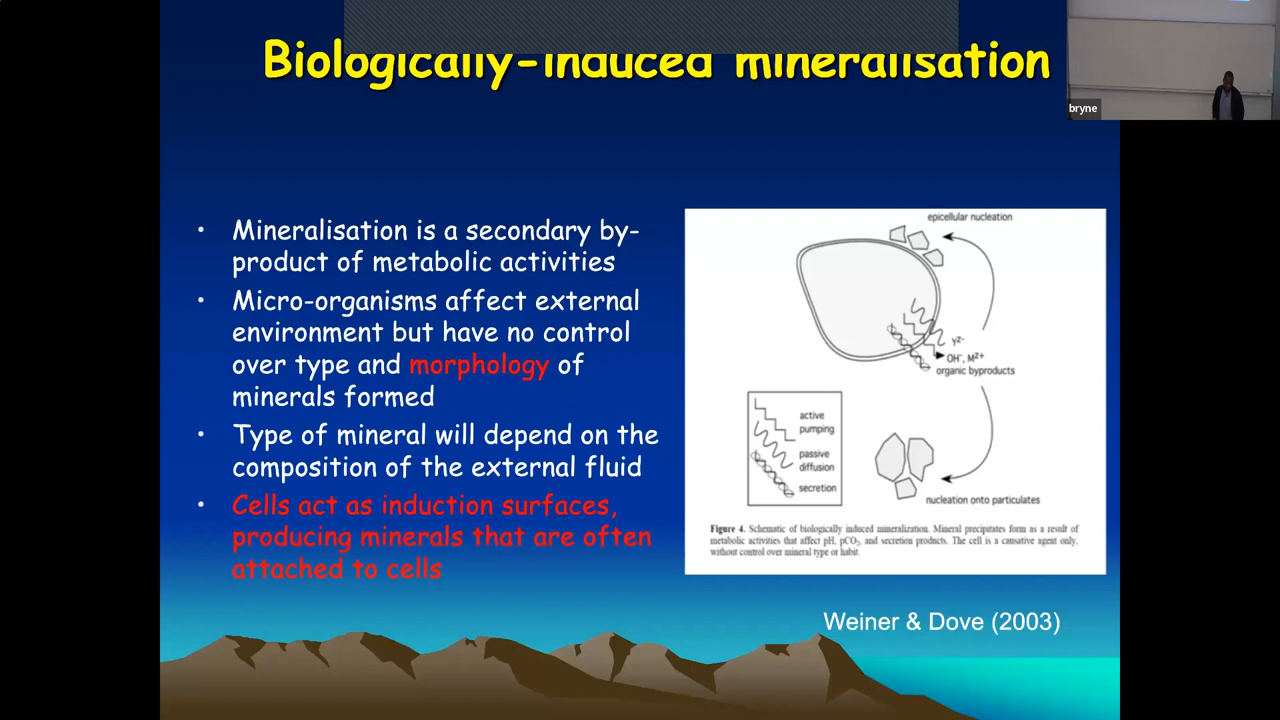 Biologically-induced mineralisation
bryne
• Mineralisation is a secondary by-
product of metabolic activities
• Micro-organisms affect external
environment but have no control
over type and morphology of
minerals formed
• Type of mineral will depend on the
composition of the external fluid
• Cells act as induction surfaces,
producing minerals that are often
attached to cells
epicellular nucleation
Y²⁻
OH⁻, M²⁺
organic byproducts
active
pumping
passive
diffusion
secretion
nucleation onto particulates
Figure 4. Schematic of biologically induced mineralization. Mineral precipitates form as a result of
metabolic activities that affect pH, pCO₂, and secretion products. The cell is a causative agent only,
without control over mineral type or habit.
Weiner & Dove (2003)